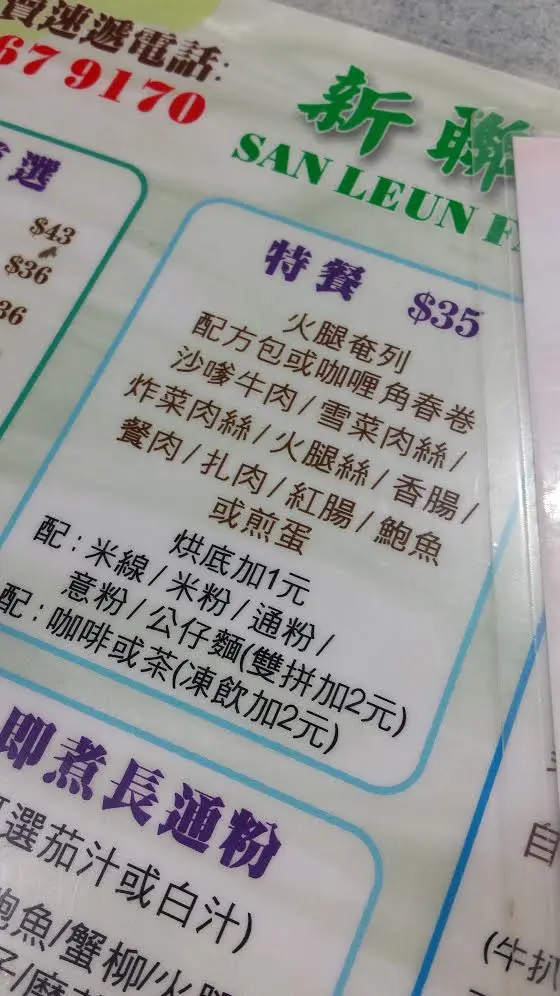 速遞電話:
679170
新聯
SAN LEUN
選
$43
$36
36
特餐 $35
火腿奄列
配方包或咖喱角春卷
沙嗲牛肉/雪菜肉絲/
炸菜肉絲/火腿絲/香腸/
餐肉/扎肉/紅腸/鮑魚
或煎蛋
烘底加1元
配:米線/米粉/通粉/
意粉/公仔麵(雙拼加2元)
配:咖啡或茶(凍飲加2元)
即煮長通粉
選茄汁或白汁)
鮑魚/蟹柳/火腿
自
(牛扒